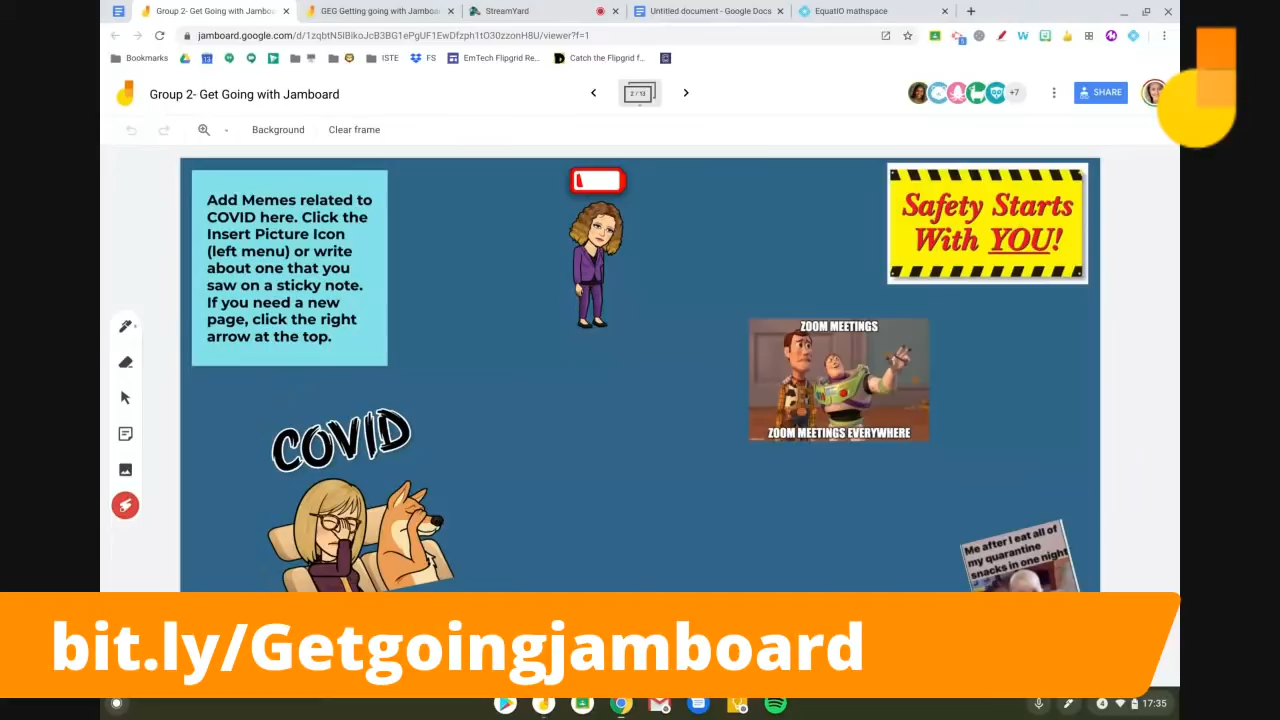 Group 2- Get Going with Jambo
GEG Getting going with Jamboa
StreamYard
Untitled document - Google Docs
EquatIO mathspace
jamboard.google.com/d/1zqbtN5IBikoJcB3BG1ePgUF1EwDfzph1tO30zzonH8U/viewer?f=1
Bookmarks
ISTE
FS
EmTech Flipgrid Re...
Catch the Flipgrid f...
Group 2- Get Going with Jamboard
2 / 12
+7
SHARE
Background
Clear frame
Add Memes related to
COVID here. Click the
Insert Picture Icon
(left menu) or write
about one that you
saw on a sticky note.
If you need a new
page, click the right
arrow at the top.
Safety Starts
With YOU!
ZOOM MEETINGS
ZOOM MEETINGS EVERYWHERE
COVID
Me after I eat all of
my quarantine
snacks in one night
bit.ly/Getgoingjamboard
4
17:35